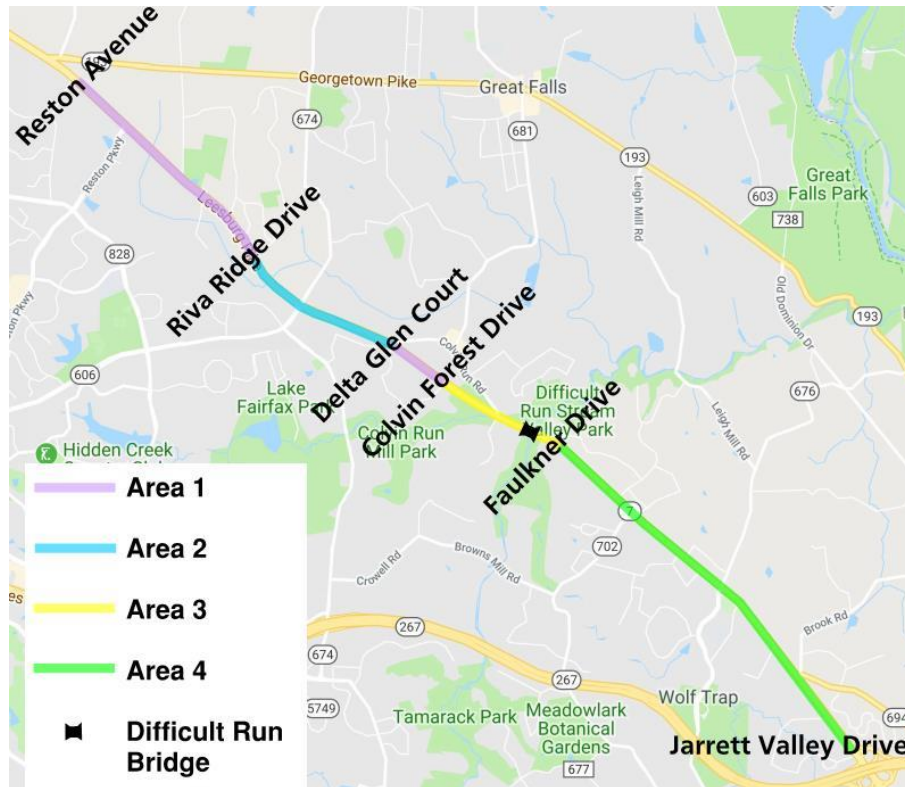 Reston Avenue
193
Georgetown Pike
Great Falls
674
681
Reston Pkwy
193
Leigh Mill Rd
603
738
Great
Falls Park
Leesburg
Riva Ridge Drive
828
Old Dominion Dr
193
Delta Glen Court
Colvin Forest Drive
Run Rd
606
Lake
Fairfax Park
676
Difficult
Run Stream
Valley Park
Leigh Mill Rd
Faulkner Drive
Mill Park
Hidden Creek
7
702
Area 1
Area 2
Area 3
Area 4
Difficult Run
Bridge
Crowell Rd
Browns Mill Rd
267
Brook Rd
674
267
5749
Tamarack Park
Meadowlark
Botanical
Gardens
677
Wolf Trap
694
Jarrett Valley Drive